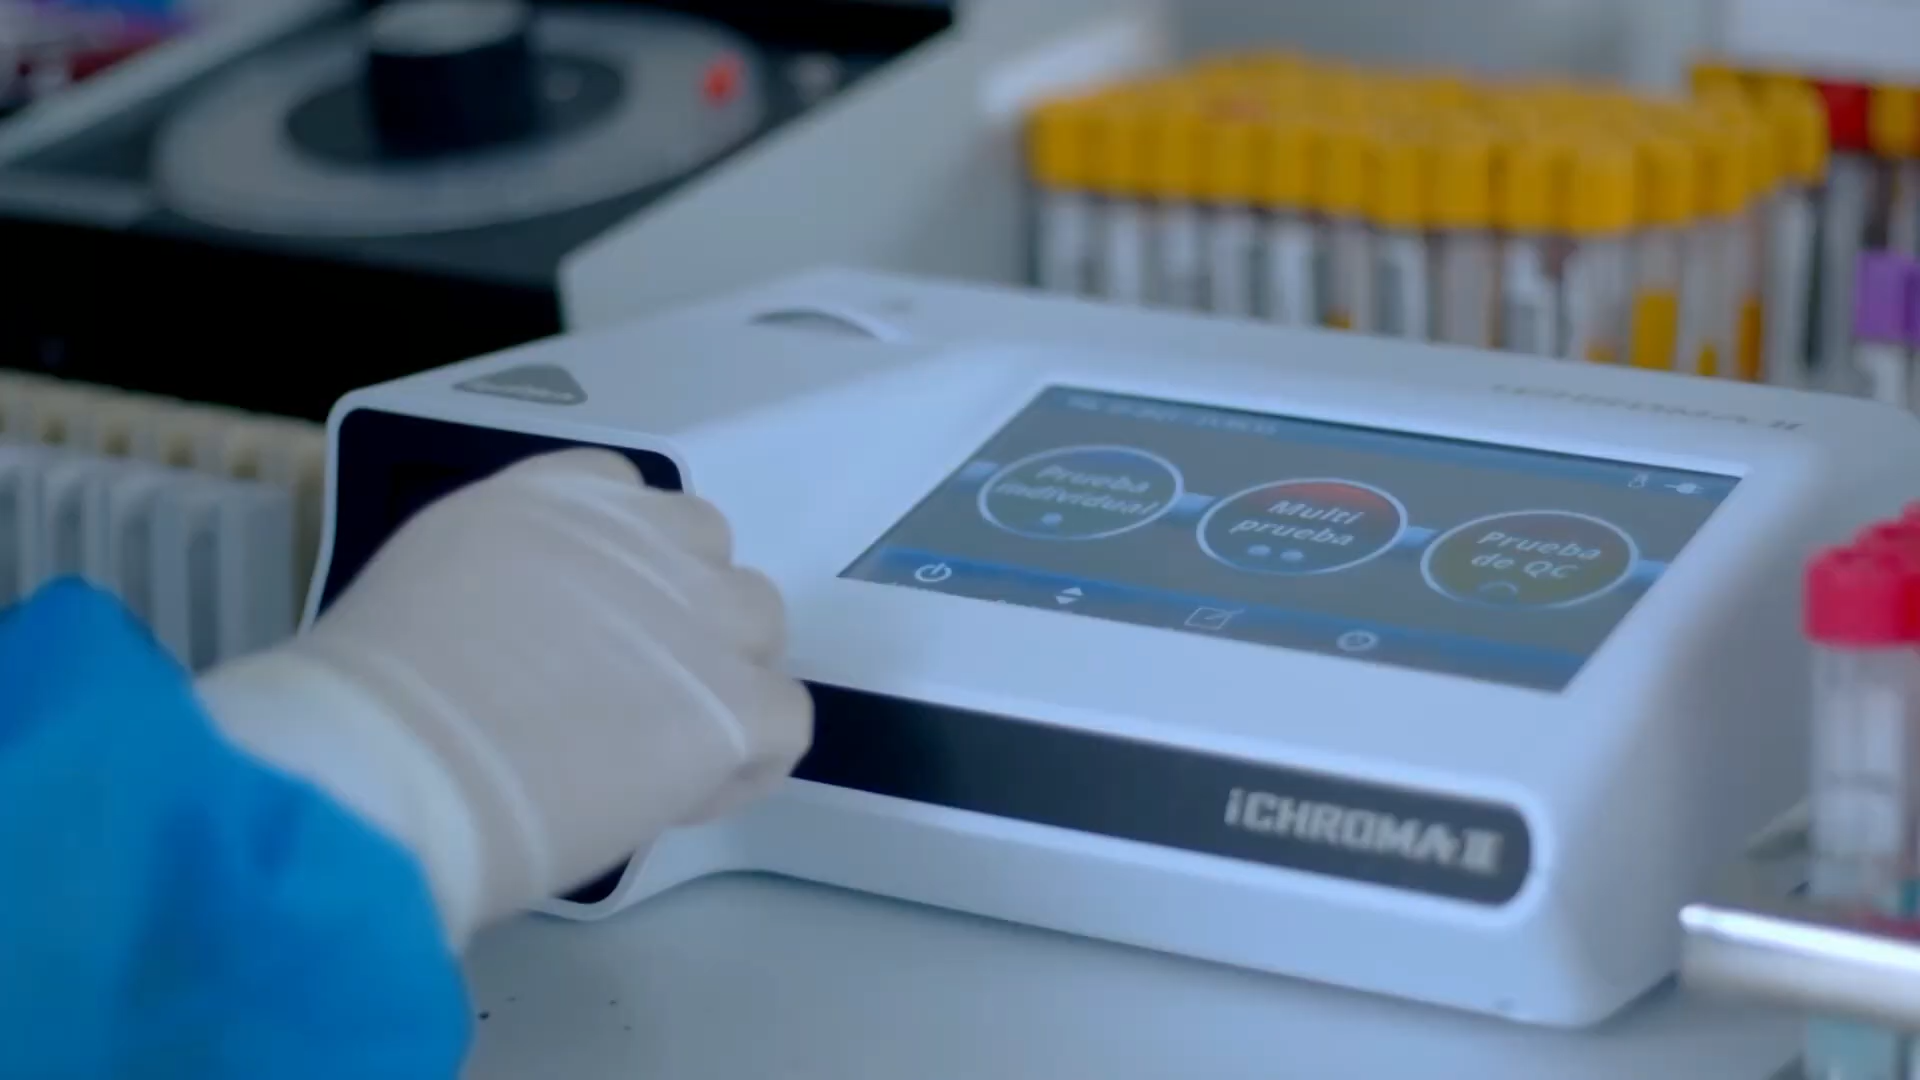 Prueba
individual
Multi
prueba
Prueba
de QC
iCHROMA II